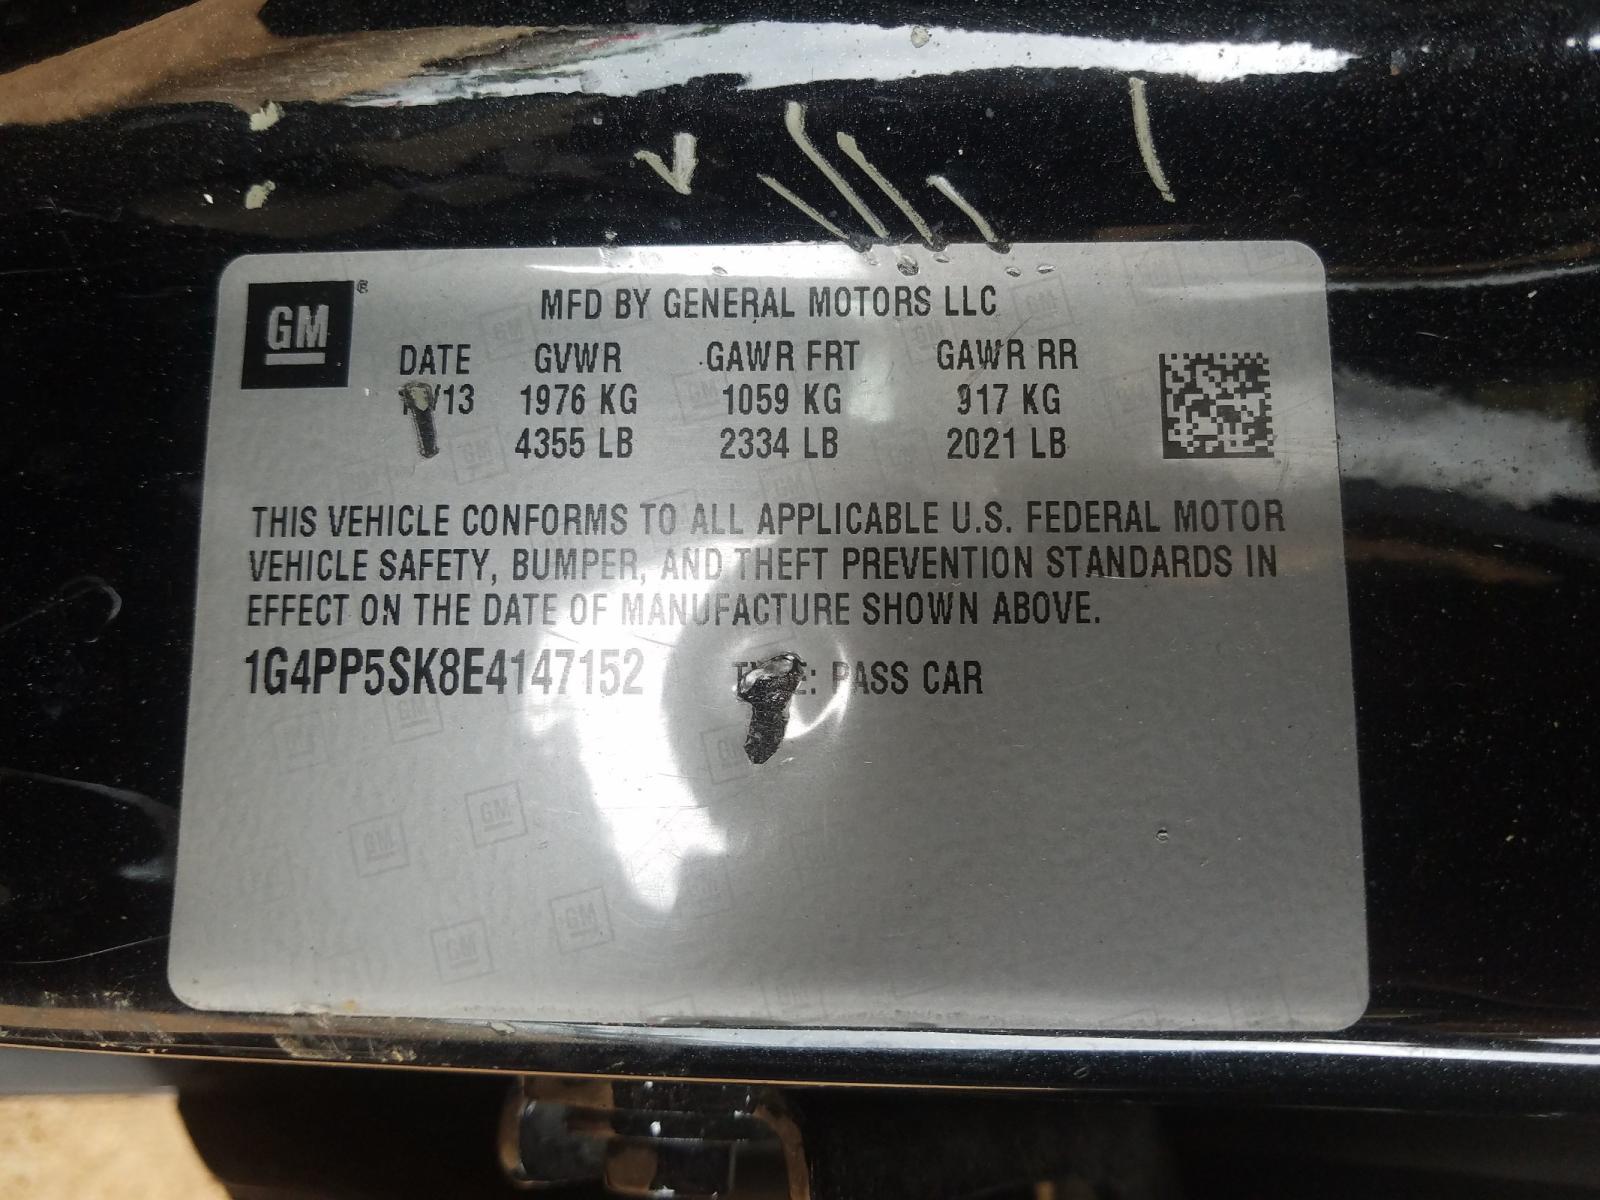 GM
MFD BY GENERAL MOTORS LLC
DATE GVWR GAWR FRT GAWR RR
/13 1976 KG 1059 KG 917 KG
4355 LB 2334 LB 2021 LB
THIS VEHICLE CONFORMS TO ALL APPLICABLE U.S. FEDERAL MOTOR
VEHICLE SAFETY, BUMPER, AND THEFT PREVENTION STANDARDS IN
EFFECT ON THE DATE OF MANUFACTURE SHOWN ABOVE.
1G4PP5SK8E4147152 TYPE: PASS CAR